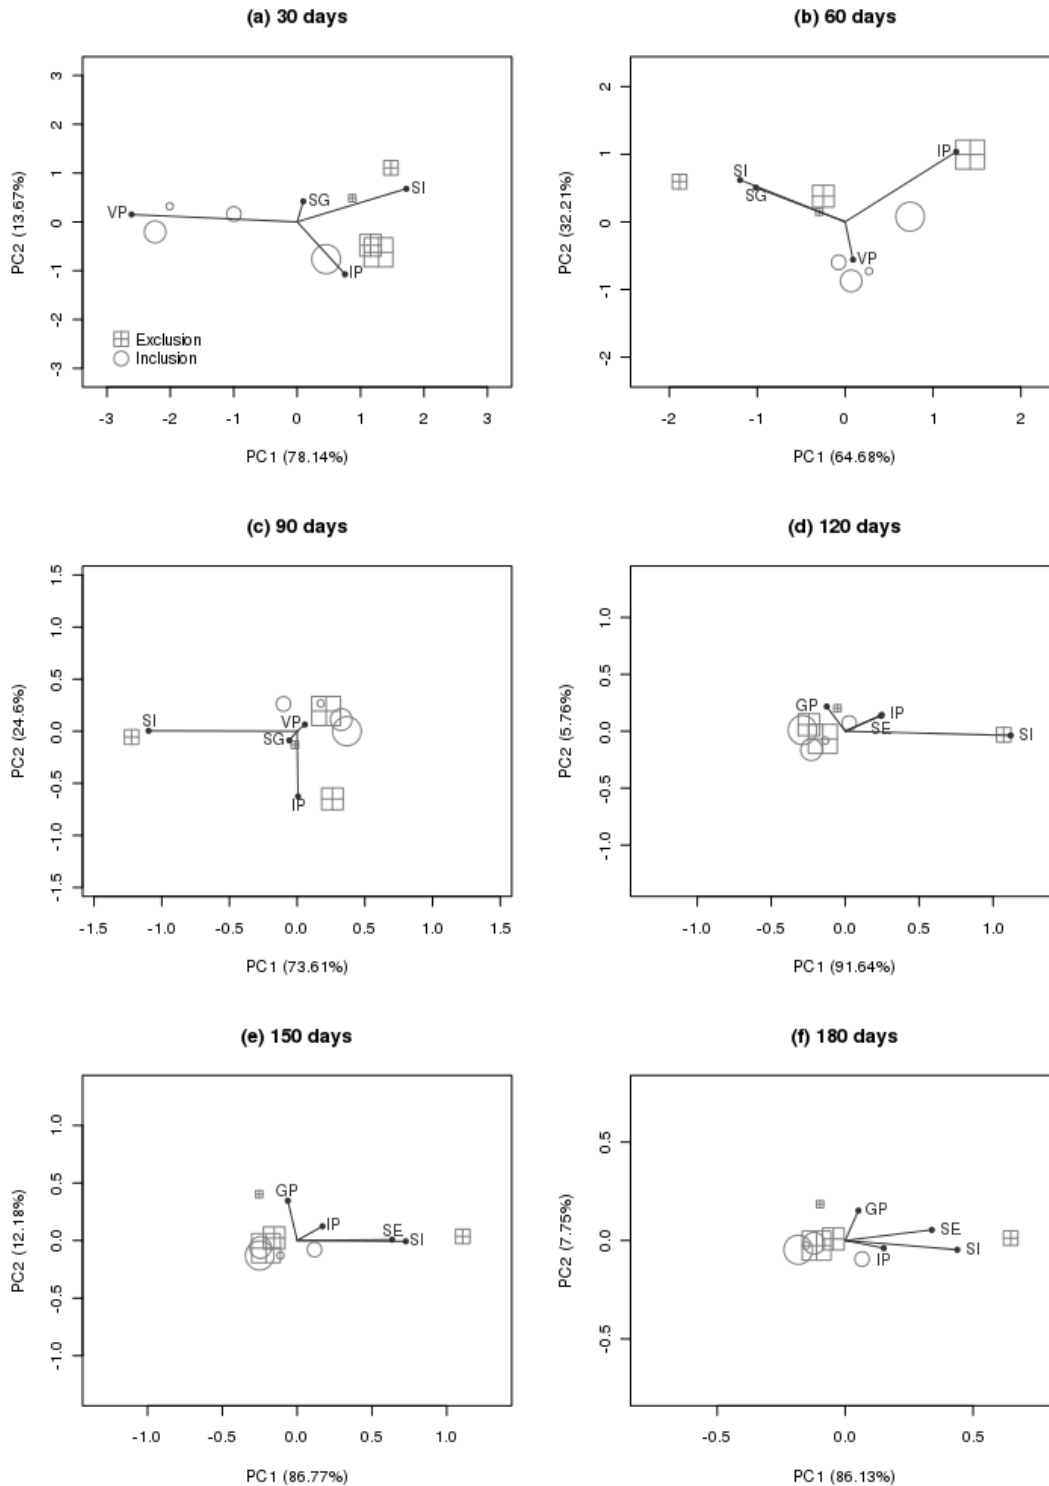 (a) 30 days
(b) 60 days
PC2 (13.67%)
3
2
1
0
-1
-2
-3
VP
SG
SI
IP
Exclusion
Inclusion
-3 -2 -1 0 1 2 3
PC1 (78.14%)
PC2 (32.21%)
2
1
0
-1
-2
SI
SG
IP
VP
-2 -1 0 1 2
PC1 (64.68%)
(c) 90 days
(d) 120 days
PC2 (24.6%)
1.5
1.0
0.5
0.0
-0.5
-1.0
-1.5
SI
VP
SG
IP
-1.5 -1.0 -0.5 0.0 0.5 1.0 1.5
PC1 (73.61%)
PC2 (5.76%)
1.0
0.5
0.0
-0.5
-1.0
GP
IP
SE
SI
-1.0 -0.5 0.0 0.5 1.0
PC1 (91.64%)
(e) 150 days
(f) 180 days
PC2 (12.18%)
1.0
0.5
0.0
-0.5
-1.0
GP
IP
SE
SI
-1.0 -0.5 0.0 0.5 1.0
PC1 (86.77%)
PC2 (7.75%)
0.5
0.0
-0.5
GP
SE
SI
IP
-0.5 0.0 0.5
PC1 (86.13%)